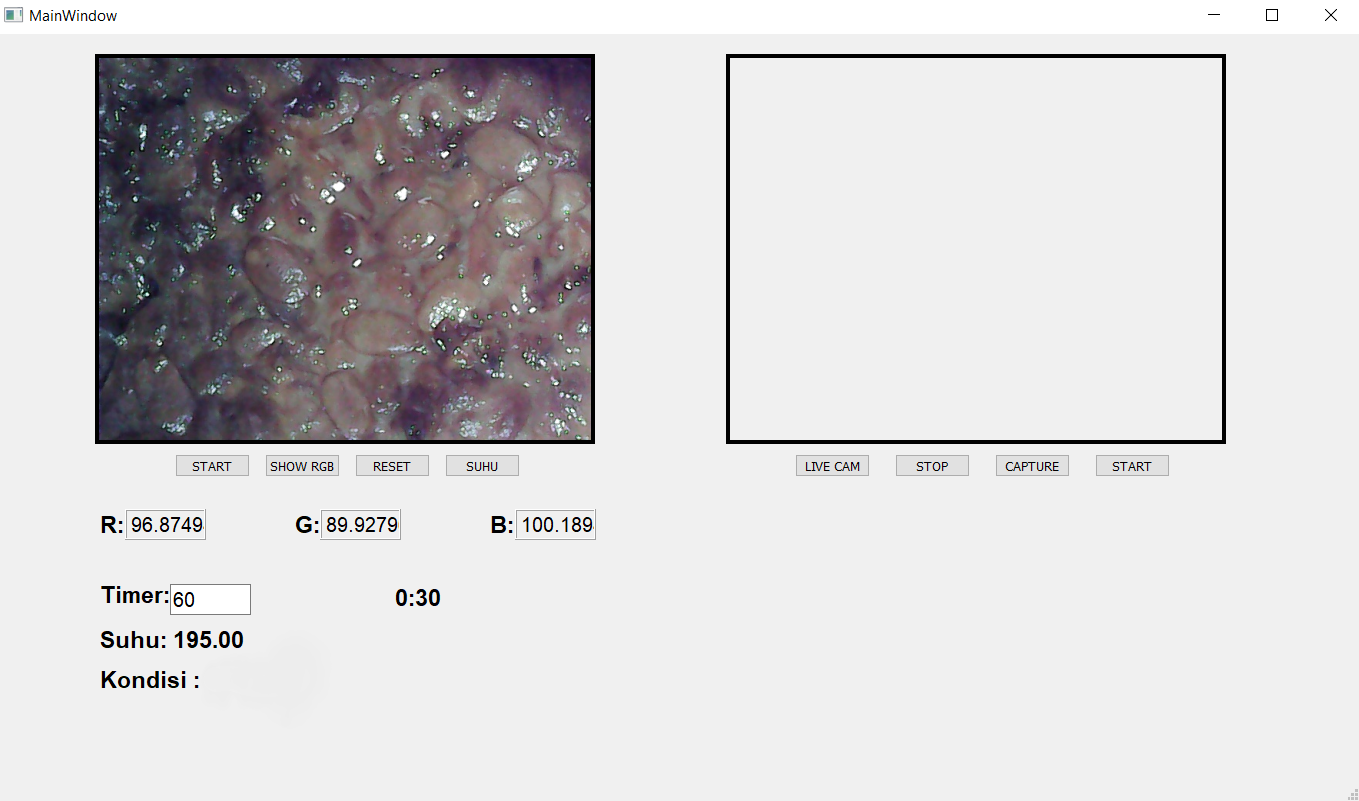 MainWindow
START SHOW RGB RESET SUHU
LIVE CAM STOP CAPTURE START
R: 96.8749 G: 89.9279 B: 100.189
Timer: 60 0:30
Suhu: 195.00
Kondisi :